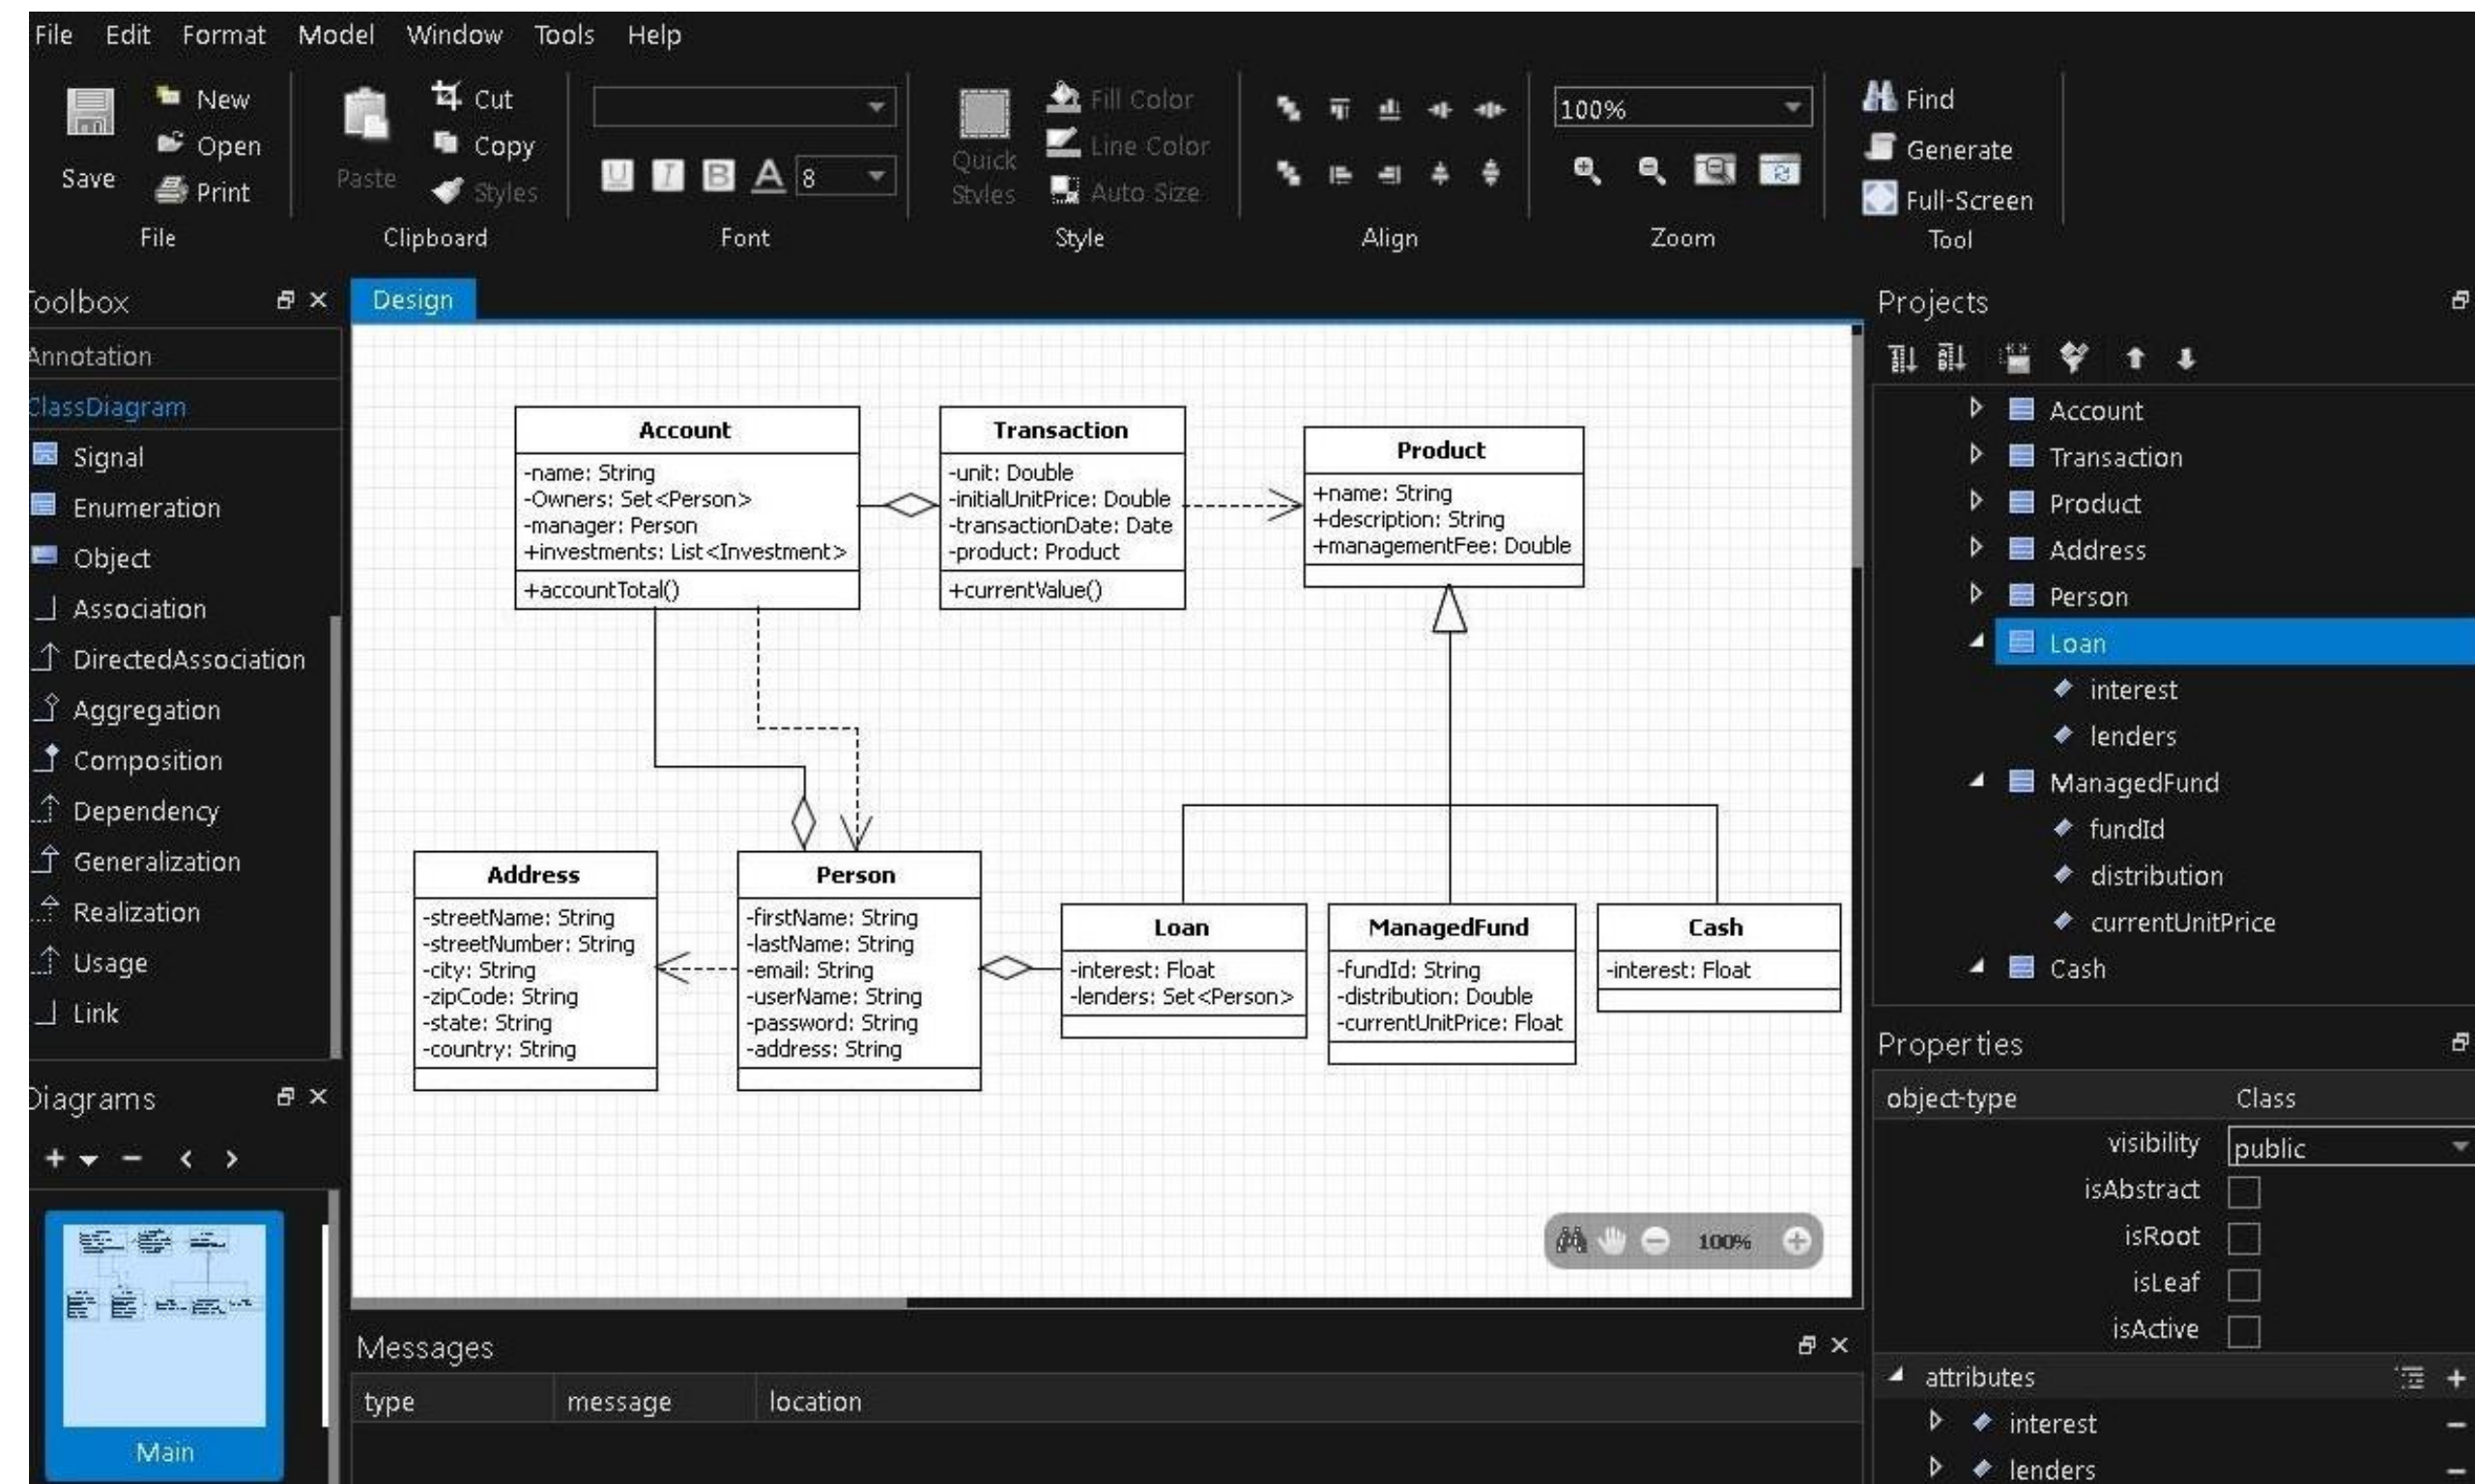 File Edit Format Model Window Tools Help
Save
New
Open
Print
File
Paste
Cut
Copy
Styles
Clipboard
8
Font
Quick
Styles
Fill Color
Line Color
Auto Size
Style
Align
100%
Zoom
Find
Generate
Full-Screen
Tool
oolbox
Annotation
ClassDiagram
Signal
Enumeration
Object
Association
DirectedAssociation
Aggregation
Composition
Dependency
Generalization
Realization
Usage
Link
Diagrams
Main
Design
Account
-name: String
-Owners: Set<Person>
-manager: Person
+investments: List<Investment>
+accountTotal()
Transaction
-unit: Double
-initialUnitPrice: Double
-transactionDate: Date
-product: Product
+currentValue()
Product
+name: String
+description: String
+managementFee: Double
Address
-streetName: String
-streetNumber: String
-city: String
-zipCode: String
-state: String
-country: String
Person
-firstName: String
-lastName: String
-email: String
-userName: String
-password: String
-address: String
Loan
-interest: Float
-lenders: Set<Person>
ManagedFund
-fundId: String
-distribution: Double
-currentUnitPrice: Float
Cash
-interest: Float
100%
Messages
type message location
Projects
Account
Transaction
Product
Address
Person
Loan
interest
lenders
ManagedFund
fundId
distribution
currentUnitPrice
Cash
Properties
object-type Class
visibility public
isAbstract
isRoot
isLeaf
isActive
attributes
interest
lenders